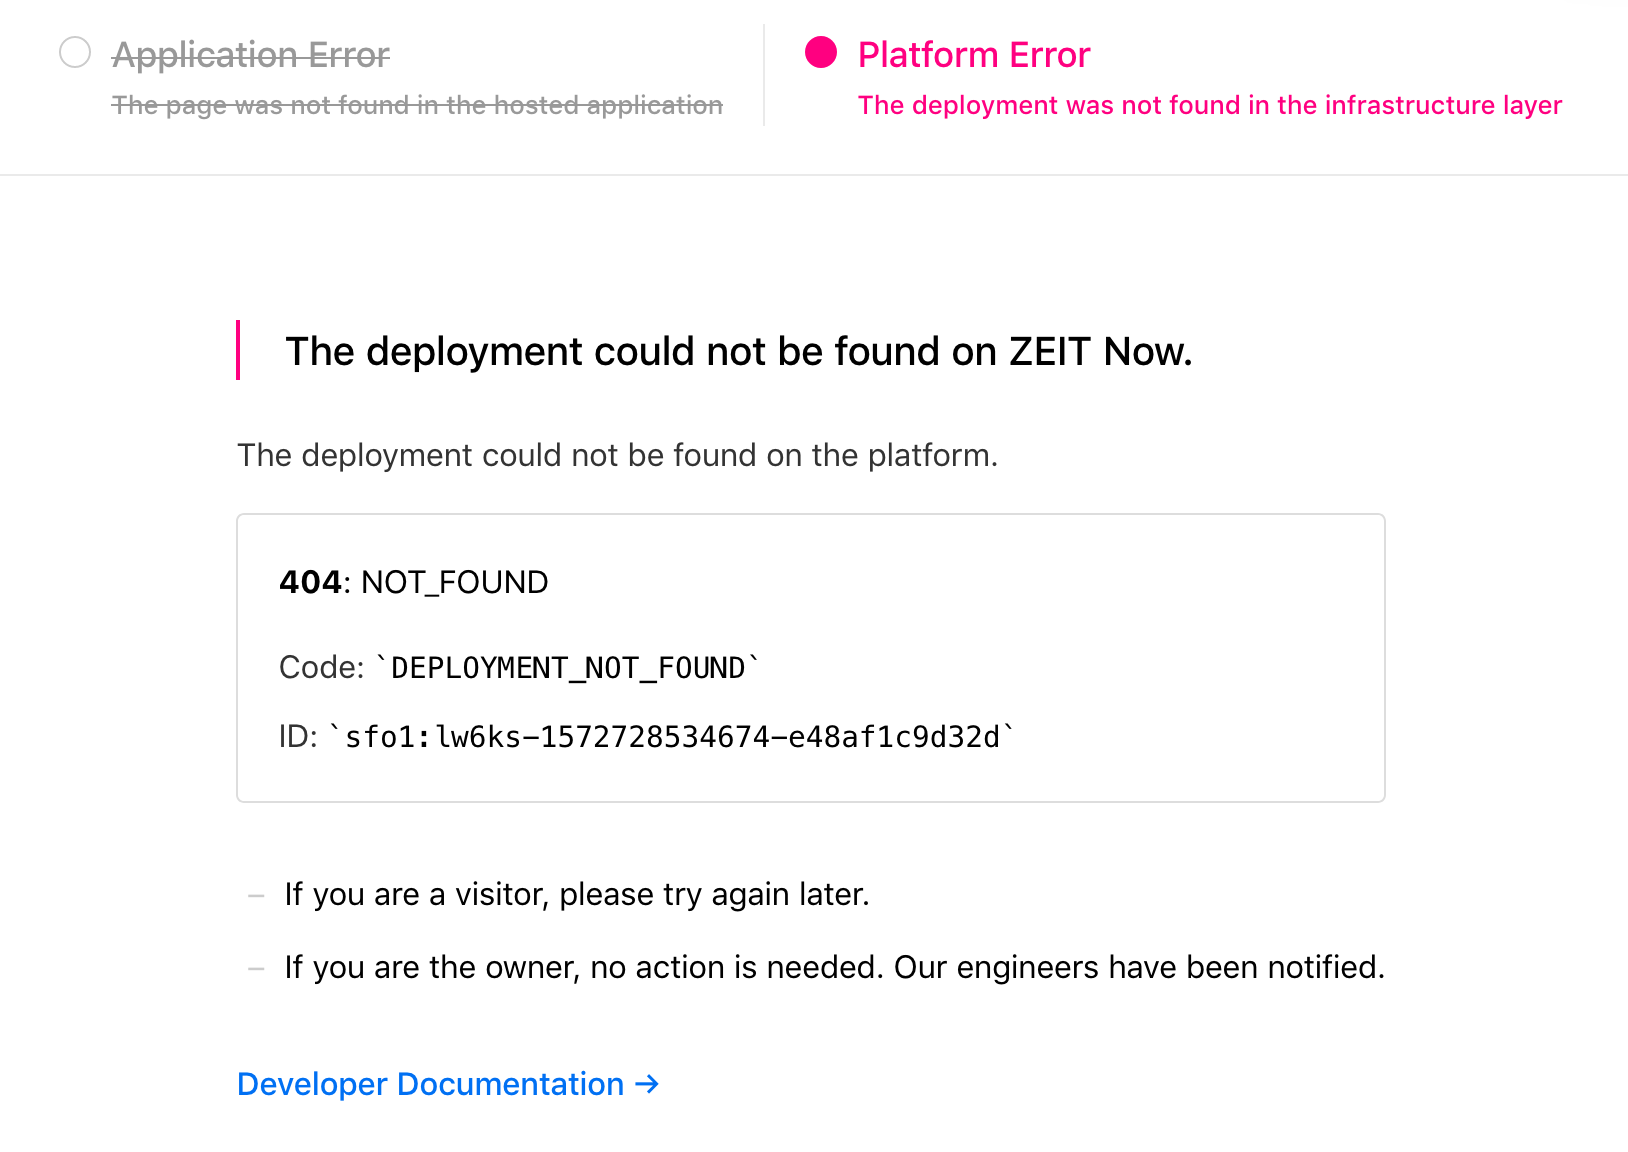 Application Error
The page was not found in the hosted application
Platform Error
The deployment was not found in the infrastructure layer
The deployment could not be found on ZEIT Now.
The deployment could not be found on the platform.
404: NOT_FOUND
Code: `DEPLOYMENT_NOT_FOUND`
ID: `sfo1:lw6ks-1572728534674-e48af1c9d32d`
– If you are a visitor, please try again later.
– If you are the owner, no action is needed. Our engineers have been notified.
Developer Documentation →